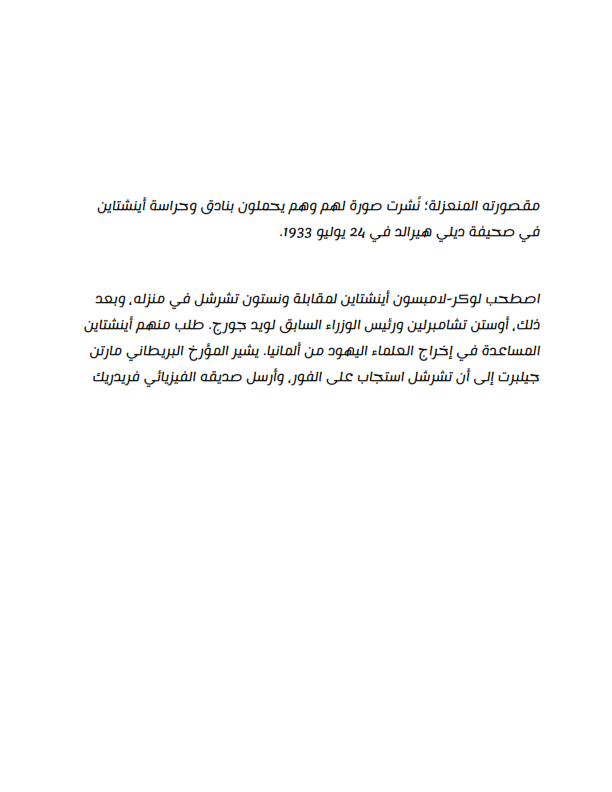 مقصورته المنعزلة؛ نُشرت صورة لهم وهم يحملون بنادق وحراسة أينشتاين
في صحيفة ديلي هيرالد في 24 يوليو 1933.
اصطحب لوكر-لامبسون أينشتاين لمقابلة ونستون تشرشل في منزله، وبعد
ذلك، أوستن تشامبرلين ورئيس الوزراء السابق لويد جورج. طلب منهم أينشتاين
المساعدة في إخراج العلماء اليهود من ألمانيا. يشير المؤرخ البريطاني مارتن
جيلبرت إلى أن تشرشل استجاب على الفور، وأرسل صديقه الفيزيائي فريدريك